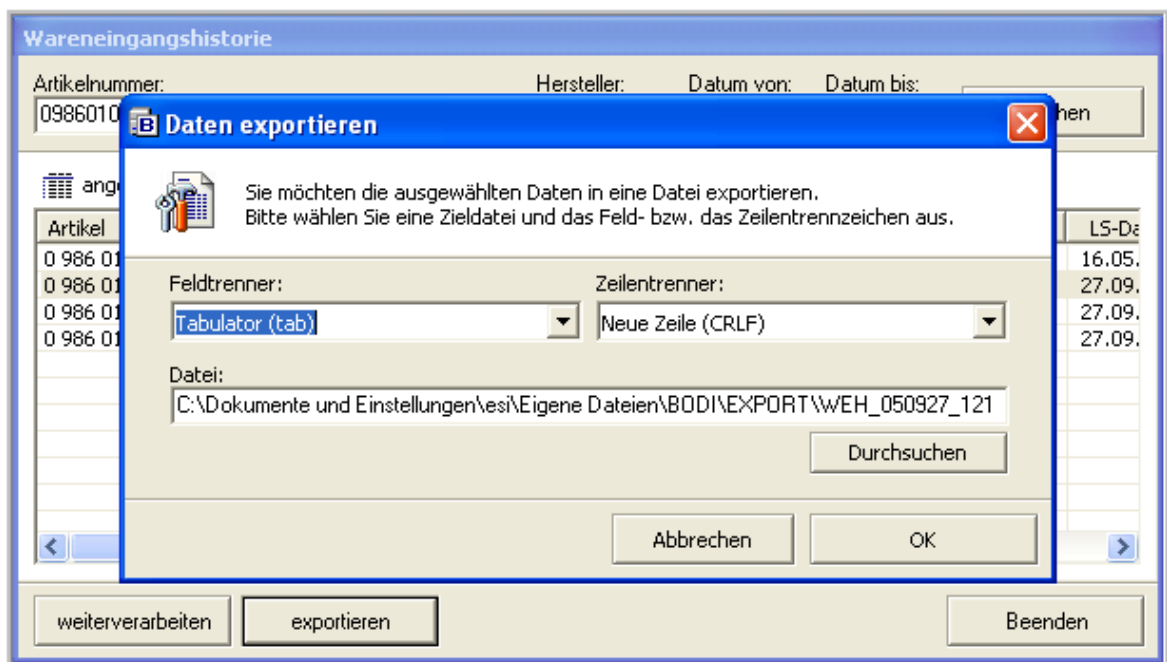 Wareneingangshistorie
Artikelnummer: Hersteller: Datum von: Datum bis:
0986010
Daten exportieren
Sie möchten die ausgewählten Daten in eine Datei exportieren.
Bitte wählen Sie eine Zieldatei und das Feld- bzw. das Zeilentrennzeichen aus.
Artikel LS-Da
0 986 01 16.05.
0 986 01 27.09.
0 986 01 27.09.
0 986 01 27.09.
Feldtrenner: Zeilentrenner:
Tabulator (tab) Neue Zeile (CRLF)
Datei:
C:\Dokumente und Einstellungen\esi\Eigene Dateien\BODI\EXPORT\WEH_050927_121
Durchsuchen
Abbrechen OK
weiterverarbeiten exportieren Beenden